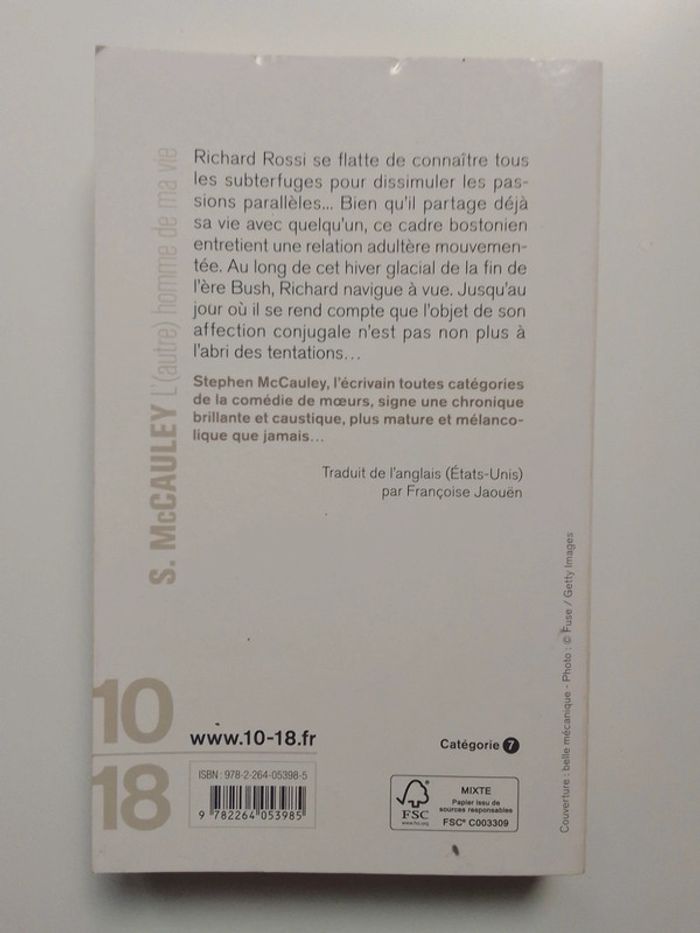 S. McCAULEY L'(autre) homme de ma vie
Richard Rossi se flatte de connaître tous
les subterfuges pour dissimuler les pas-
sions parallèles... Bien qu'il partage déjà
sa vie avec quelqu'un, ce cadre bostonien
entretient une relation adultère mouvemen-
tée. Au long de cet hiver glacial de la fin de
l'ère Bush, Richard navigue à vue. Jusqu'au
jour où il se rend compte que l'objet de son
affection conjugale n'est pas non plus à
l'abri des tentations...
Stephen McCauley, l'écrivain toutes catégories
de la comédie de mœurs, signe une chronique
brillante et caustique, plus mature et mélanco-
lique que jamais...
Traduit de l'anglais (États-Unis)
par Françoise Jaouën
10
18
www.10-18.fr
Catégorie 7
ISBN : 978-2-264-05398-5
9 782264 053985
FSC
www.fsc.org
MIXTE
Papier issu de
sources responsables
FSC® C003309
Couverture : belle mécanique - Photo : © Fuse / Getty Images